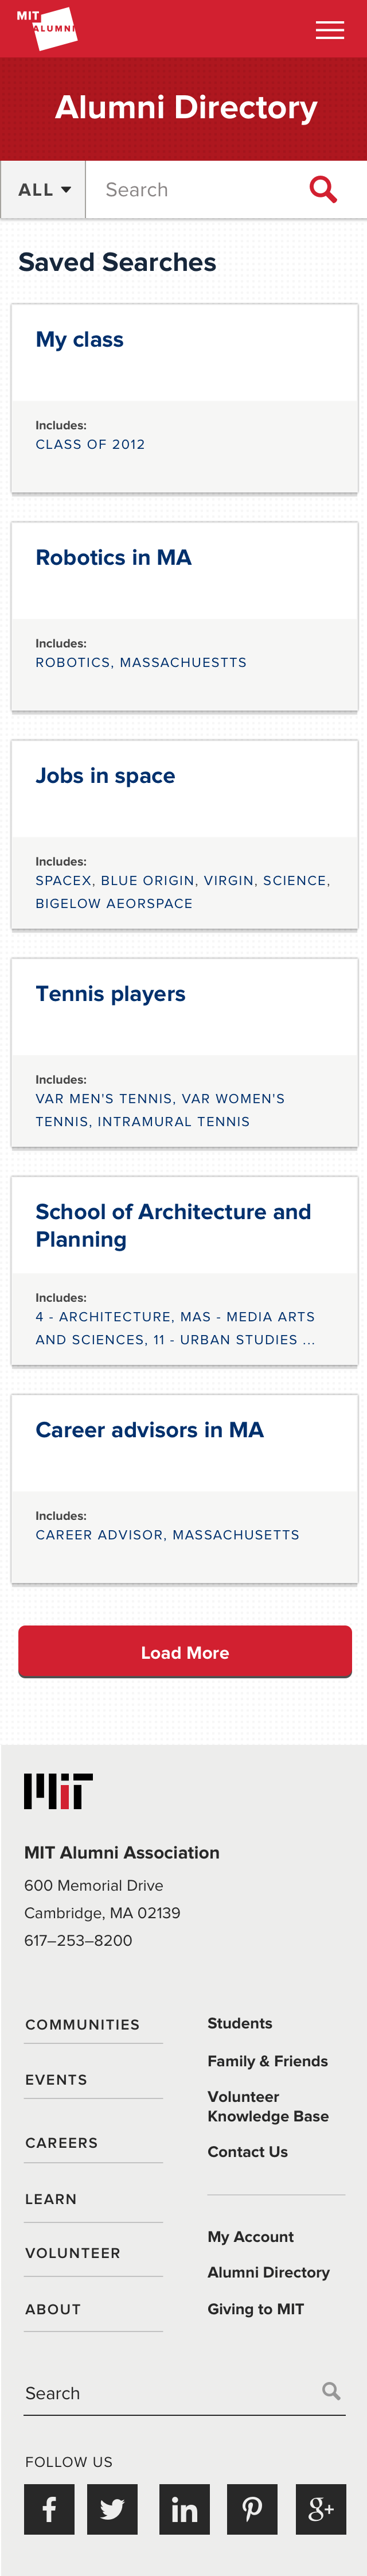 MIT
ALUMNI
Alumni Directory
ALL
Search
Saved Searches
My class
Includes:
CLASS OF 2012
Robotics in MA
Includes:
ROBOTICS, MASSACHUESTTS
Jobs in space
Includes:
SPACEX, BLUE ORIGIN, VIRGIN, SCIENCE,
BIGELOW AEORSPACE
Tennis players
Includes:
VAR MEN'S TENNIS, VAR WOMEN'S
TENNIS, INTRAMURAL TENNIS
School of Architecture and
Planning
Includes:
4 - ARCHITECTURE, MAS - MEDIA ARTS
AND SCIENCES, 11 - URBAN STUDIES ...
Career advisors in MA
Includes:
CAREER ADVISOR, MASSACHUSETTS
Load More
MIT
MIT Alumni Association
600 Memorial Drive
Cambridge, MA 02139
617–253–8200
COMMUNITIES
EVENTS
CAREERS
LEARN
VOLUNTEER
ABOUT
Students
Family & Friends
Volunteer
Knowledge Base
Contact Us
My Account
Alumni Directory
Giving to MIT
Search
FOLLOW US
f
in
g+